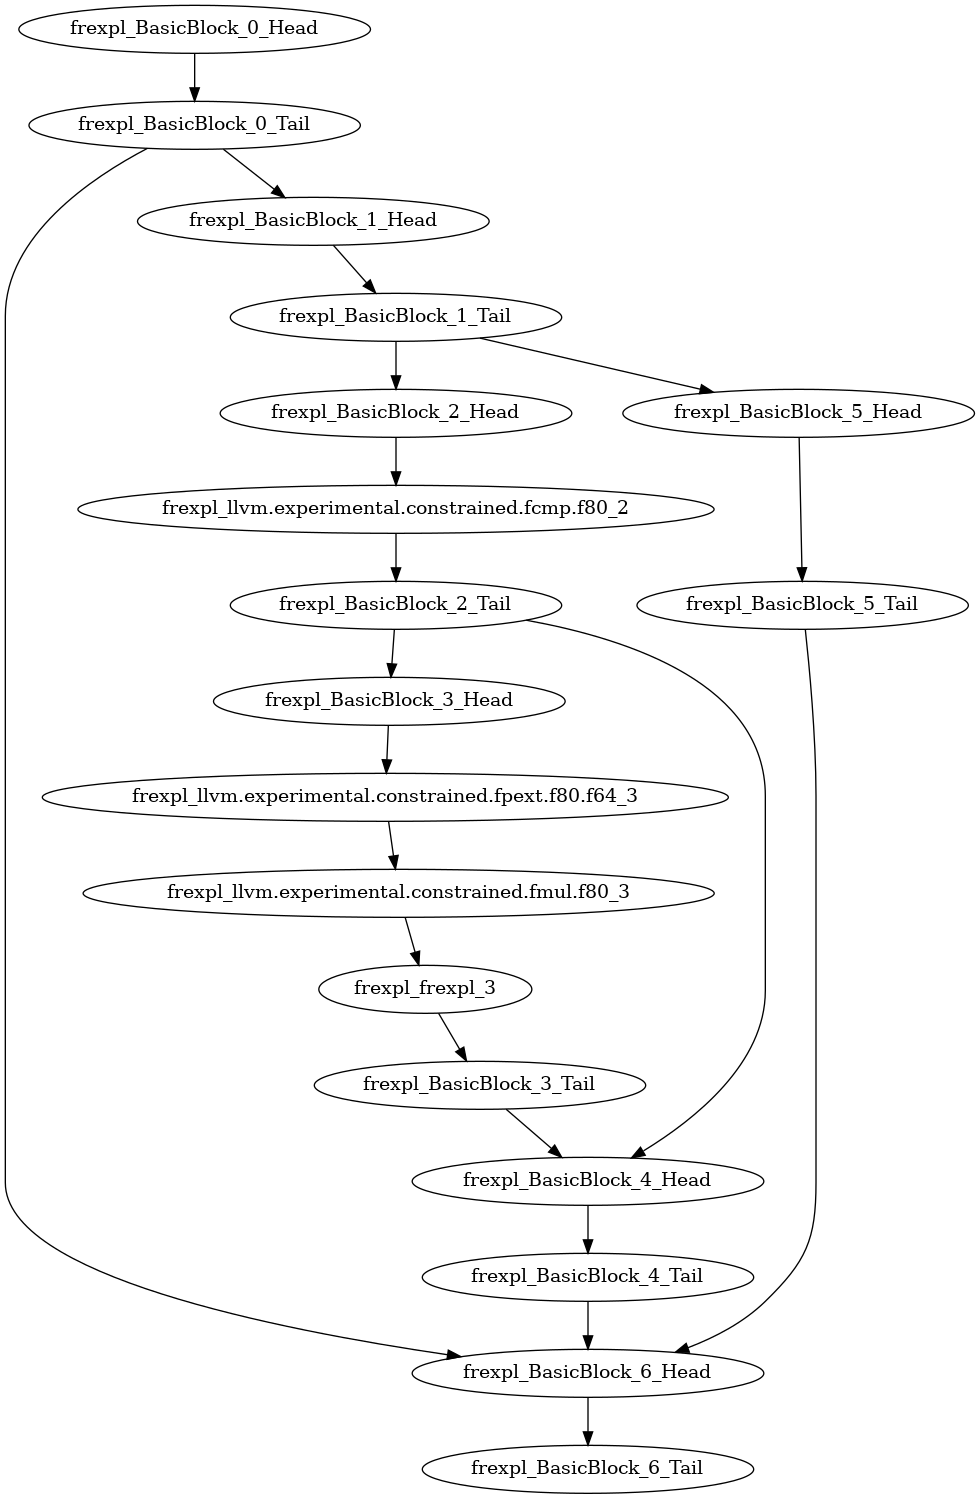 frexpl_BasicBlock_0_Head
frexpl_BasicBlock_0_Tail
frexpl_BasicBlock_1_Head
frexpl_BasicBlock_1_Tail
frexpl_BasicBlock_2_Head
frexpl_BasicBlock_5_Head
frexpl_llvm.experimental.constrained.fcmp.f80_2
frexpl_BasicBlock_2_Tail
frexpl_BasicBlock_5_Tail
frexpl_BasicBlock_3_Head
frexpl_llvm.experimental.constrained.fpext.f80.f64_3
frexpl_llvm.experimental.constrained.fmul.f80_3
frexpl_frexpl_3
frexpl_BasicBlock_3_Tail
frexpl_BasicBlock_4_Head
frexpl_BasicBlock_4_Tail
frexpl_BasicBlock_6_Head
frexpl_BasicBlock_6_Tail